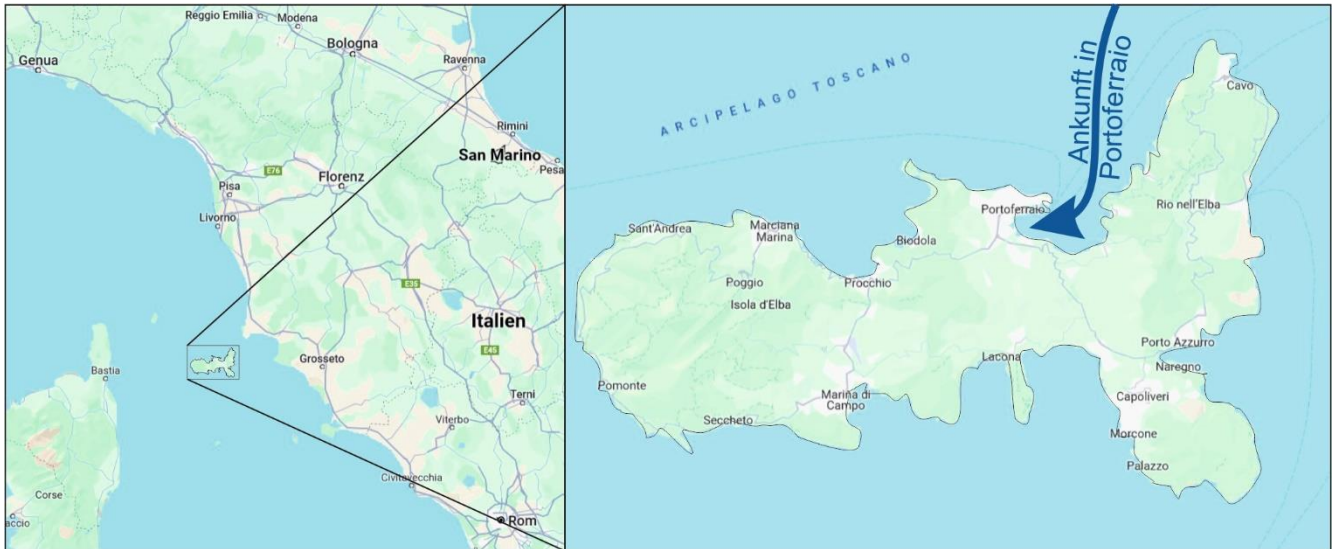 Reggio Emilia
Modena
Genua
Bologna
Ravenna
Rimini
San Marino
Pesa
E76
Florenz
Pisa
Livorno
E35
Italien
E45
Grosseto
Bastia
Terni
Viterbo
Civitavecchia
Corse
accio
Rom
ARCIPELAGO TOSCANO
Ankunft in
Portoferraio
Cavo
Portoferraio
Rio nell'Elba
Sant'Andrea
Marciana
Marina
Biodola
Poggio
Procchio
Isola d'Elba
Porto Azzurro
Lacona
Naregno
Pomonte
Marina di
Campo
Capoliveri
Seccheto
Morcone
Palazzo